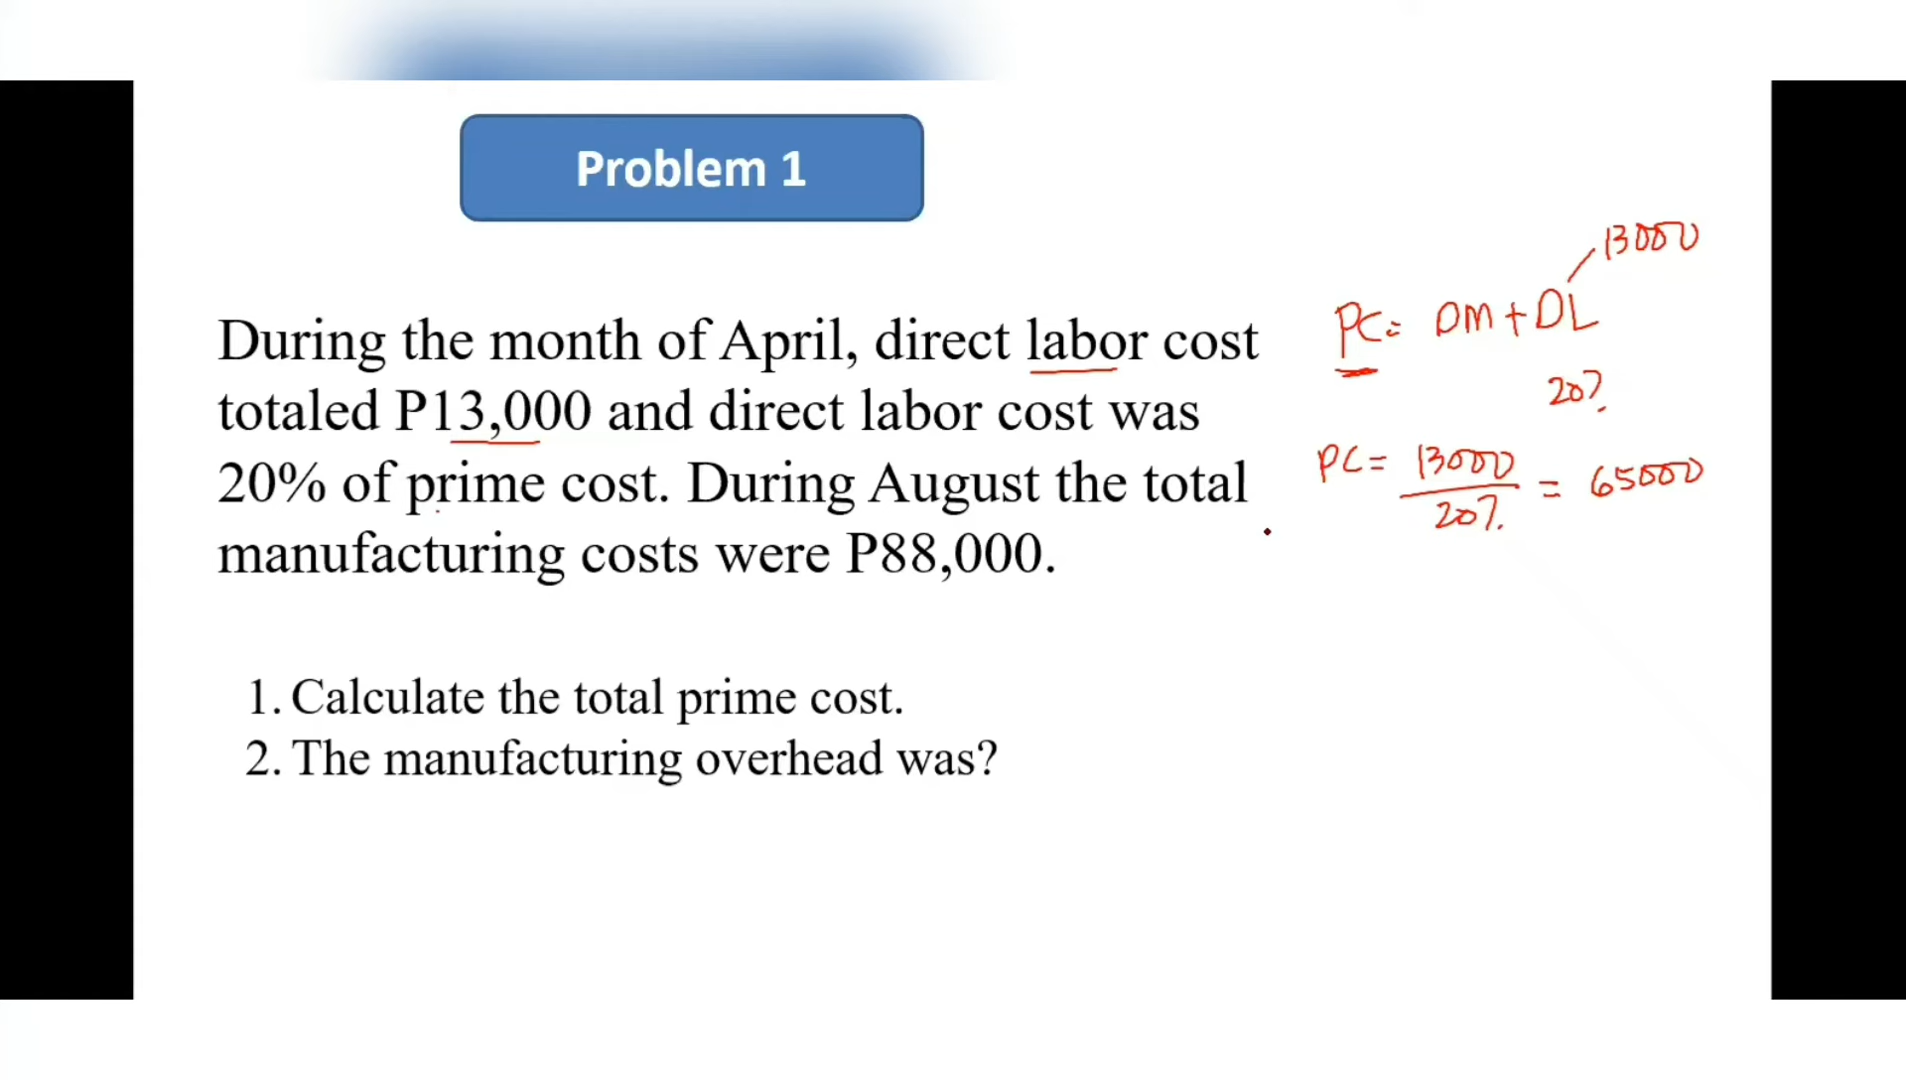 Problem 1
During the month of April, direct labor cost
totaled P13,000 and direct labor cost was
20% of prime cost. During August the total
manufacturing costs were P88,000.
1. Calculate the total prime cost.
2. The manufacturing overhead was?
13000
PC = DM + DL
20%
PC = 13000
20%
= 65000